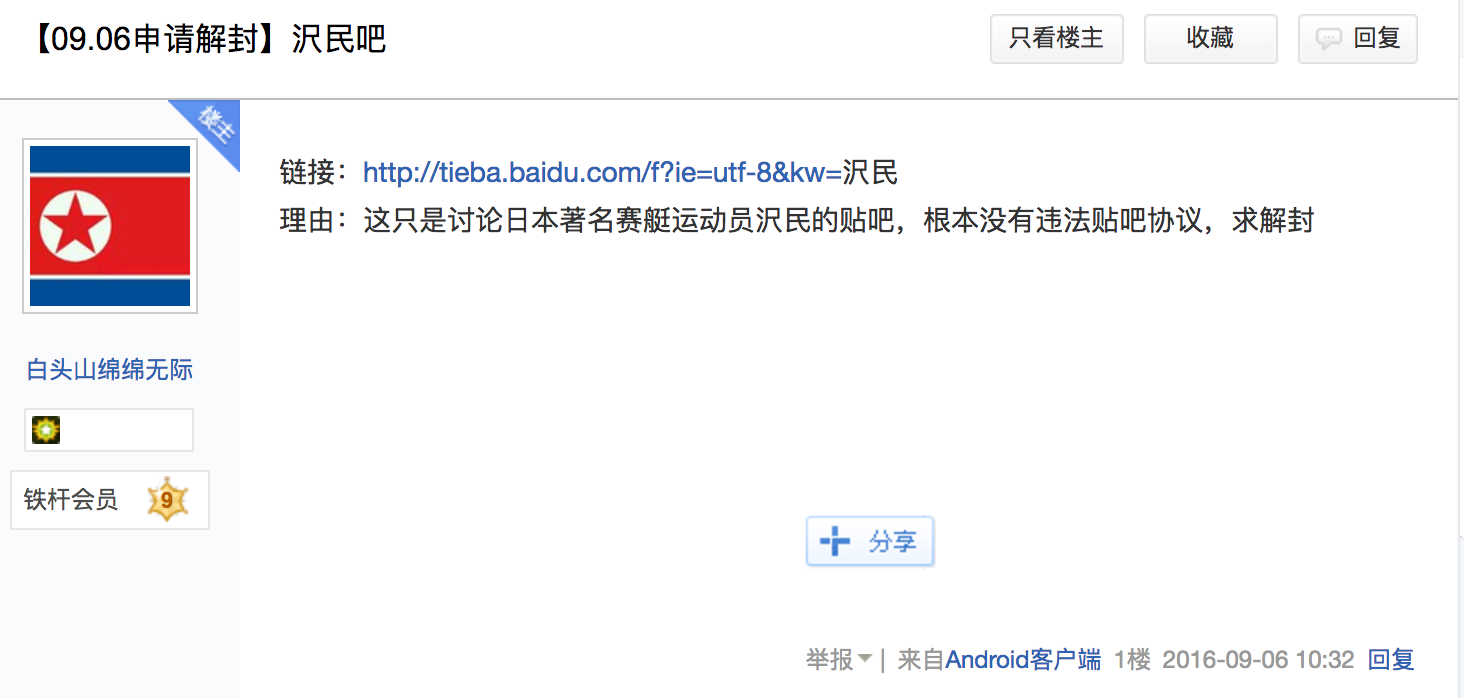 【09.06申请解封】沢民吧
只看楼主
收藏
回复
楼主
链接：http://tieba.baidu.com/f?ie=utf-8&kw=沢民
理由：这只是讨论日本著名赛艇运动员沢民的贴吧，根本没有违法贴吧协议，求解封
白头山绵绵无际
铁杆会员 9
分享
举报 | 来自Android客户端 1楼 2016-09-06 10:32 回复